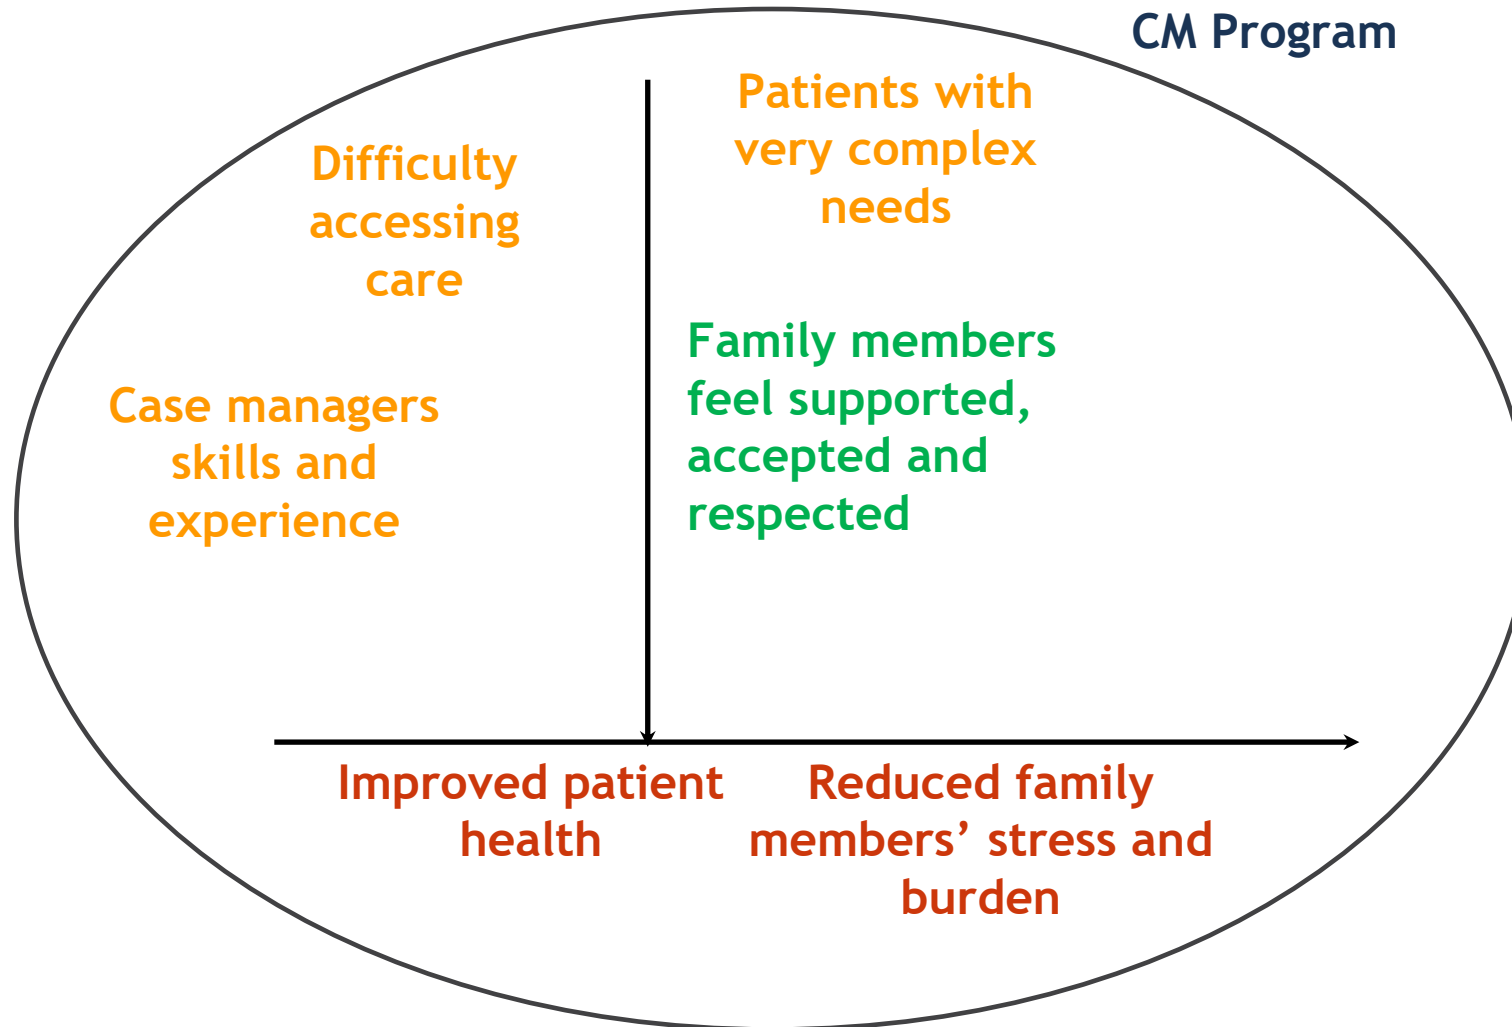 CM Program
Patients with
very complex
needs
Difficulty
accessing
care
Family members
feel supported,
accepted and
respected
Case managers
skills and
experience
Improved patient
health
Reduced family
members’ stress and
burden